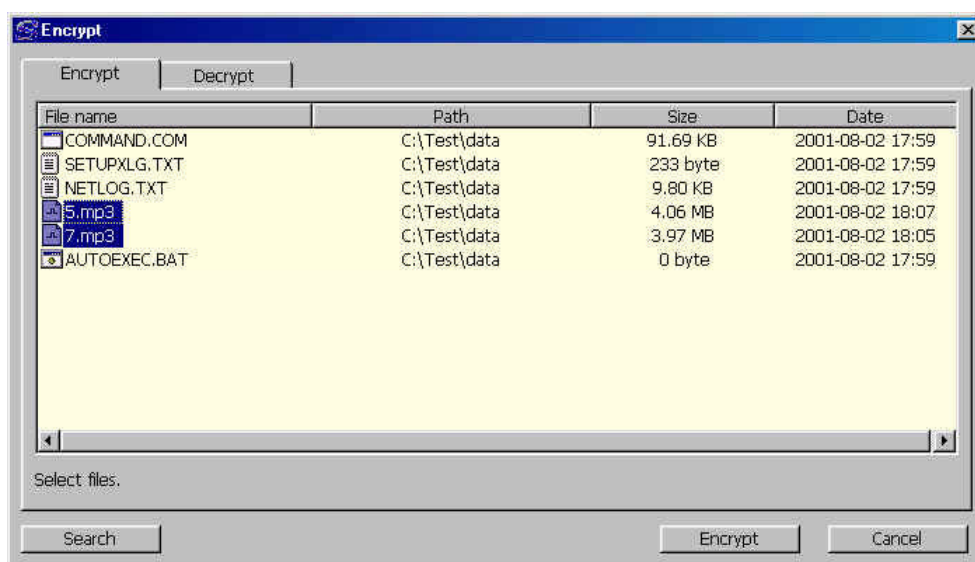 Encrypt
Encrypt Decrypt
File name Path Size Date
COMMAND.COM C:\Test\data 91.69 KB 2001-08-02 17:59
SETUPXLG.TXT C:\Test\data 233 byte 2001-08-02 17:59
NETLOG.TXT C:\Test\data 9.80 KB 2001-08-02 17:59
5.mp3 C:\Test\data 4.06 MB 2001-08-02 18:07
7.mp3 C:\Test\data 3.97 MB 2001-08-02 18:05
AUTOEXEC.BAT C:\Test\data 0 byte 2001-08-02 17:59
Select files.
Search Encrypt Cancel